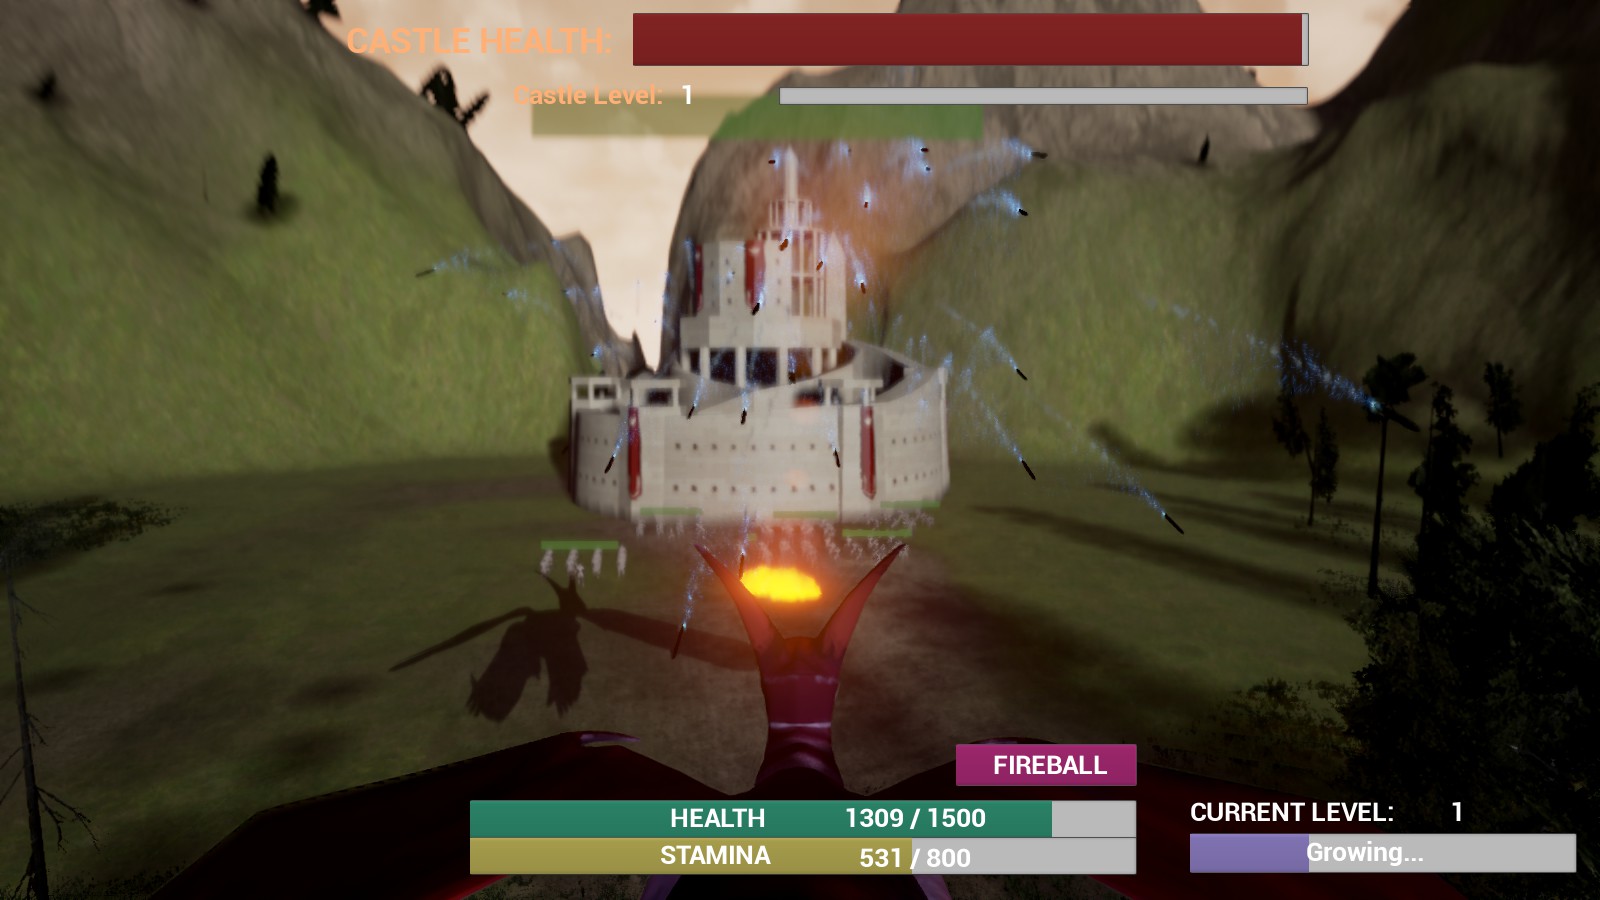 CASTLE HEALTH:
Castle Level: 1
FIREBALL
HEALTH 1309 / 1500
STAMINA 531 / 800
CURRENT LEVEL: 1
Growing...